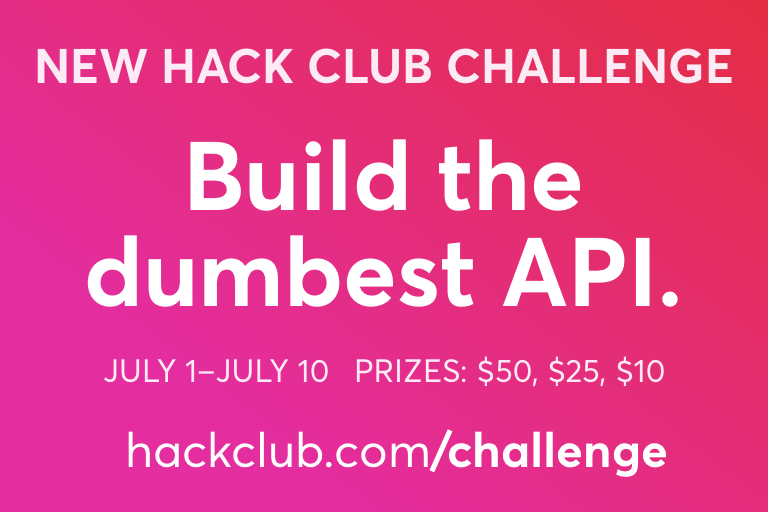 NEW HACK CLUB CHALLENGE
Build the
dumbest API.
JULY 1–JULY 10 PRIZES: $50, $25, $10
hackclub.com/challenge